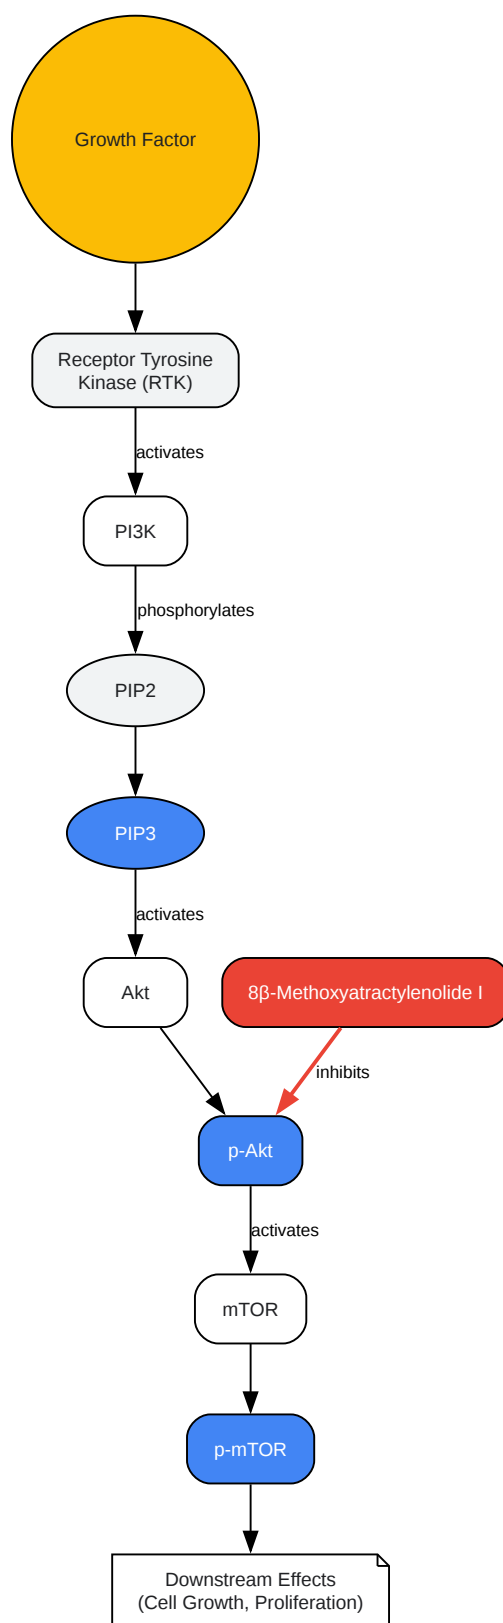 Growth Factor
Receptor Tyrosine
Kinase (RTK)
activates
PI3K
phosphorylates
PIP2
PIP3
activates
Akt
8β-Methoxyatractylenolide I
inhibits
p-Akt
activates
mTOR
p-mTOR
Downstream Effects
(Cell Growth, Proliferation)